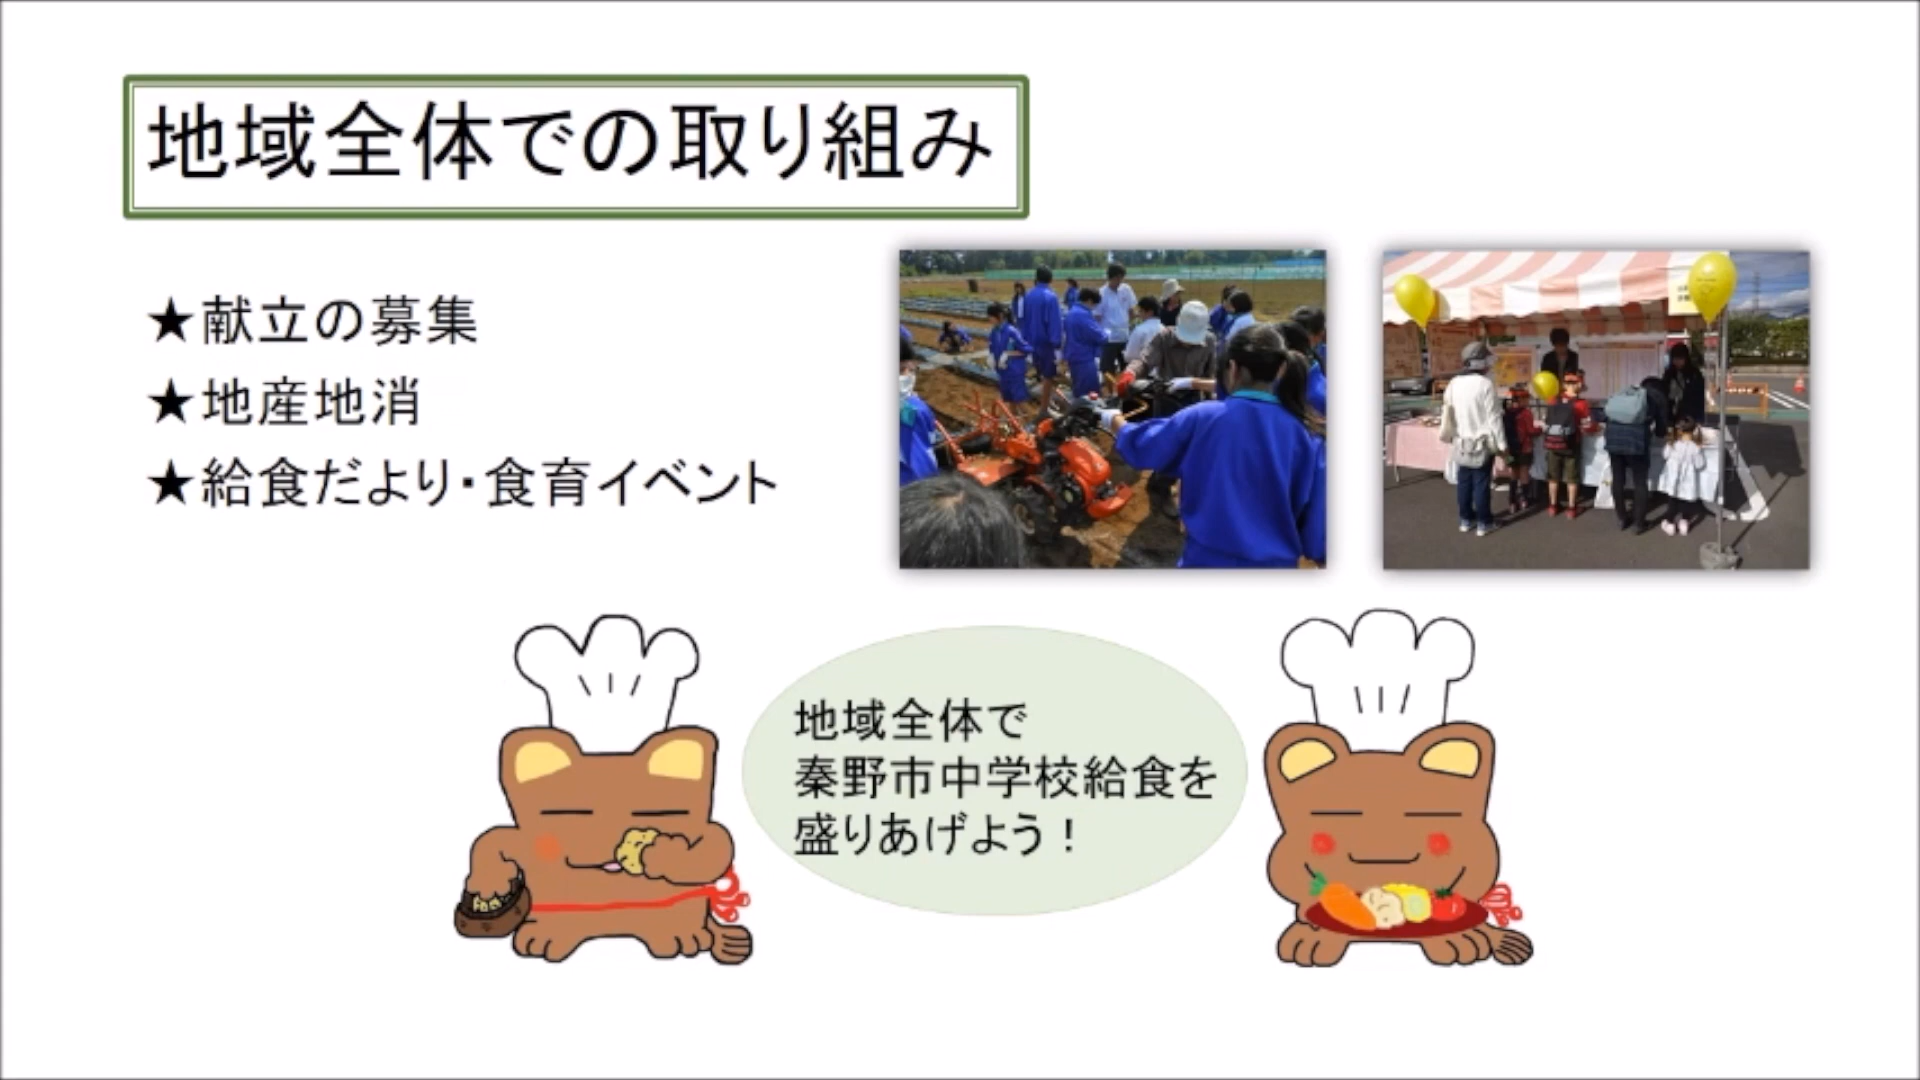 地域全体での取り組み
★献立の募集
★地産地消
★給食だより・食育イベント
地域全体で
秦野市中学校給食を
盛りあげよう！